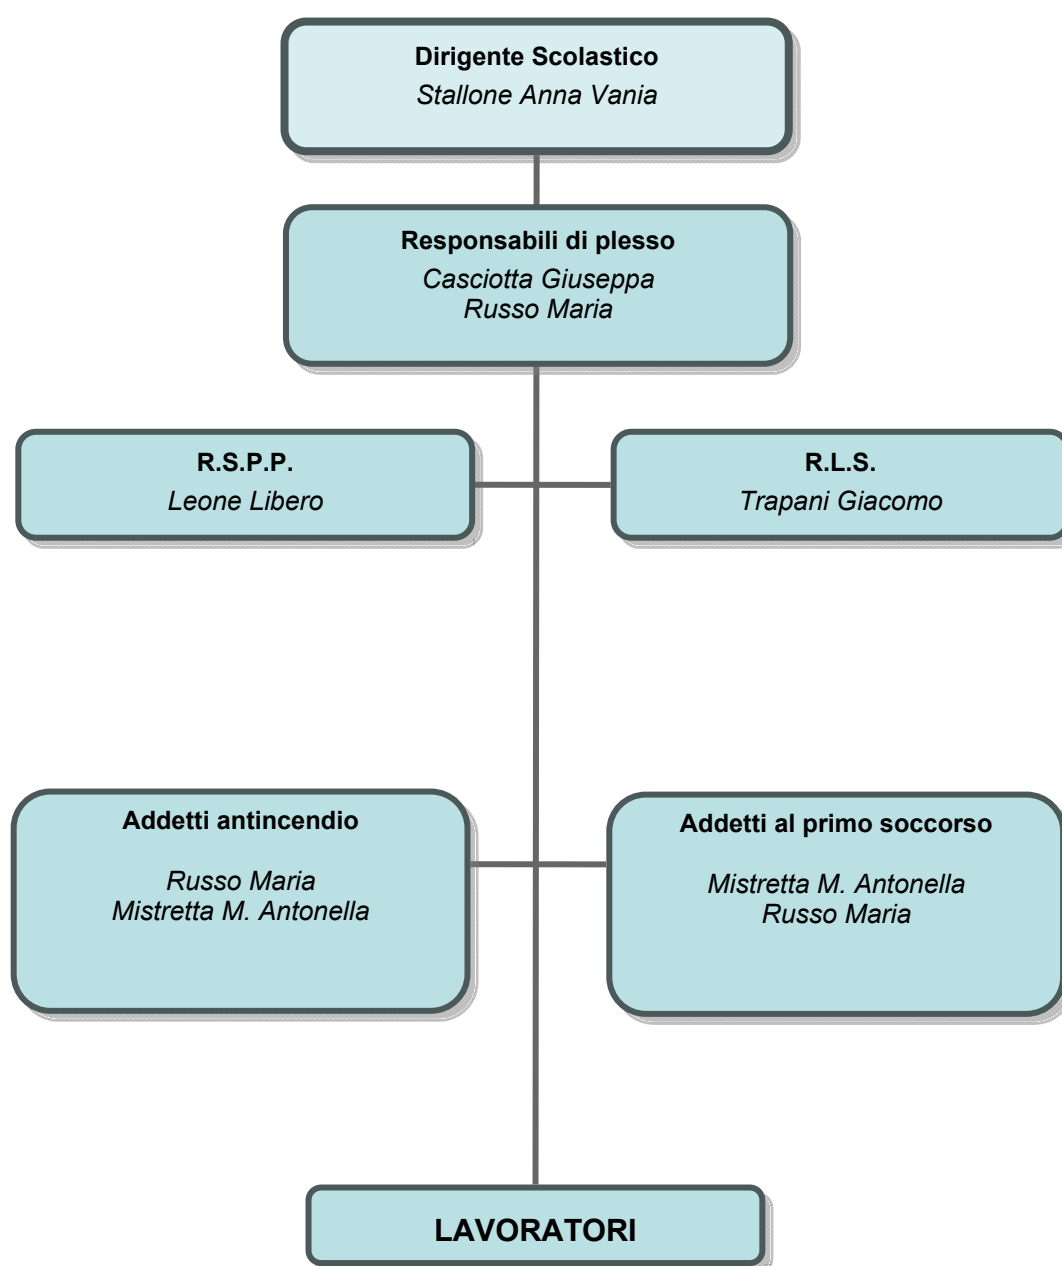 Dirigente Scolastico
Stallone Anna Vania
Responsabili di plesso
Casciotta Giuseppa
Russo Maria
R.S.P.P.
Leone Libero
R.L.S.
Trapani Giacomo
Addetti antincendio
Russo Maria
Mistretta M. Antonella
Addetti al primo soccorso
Mistretta M. Antonella
Russo Maria
LAVORATORI